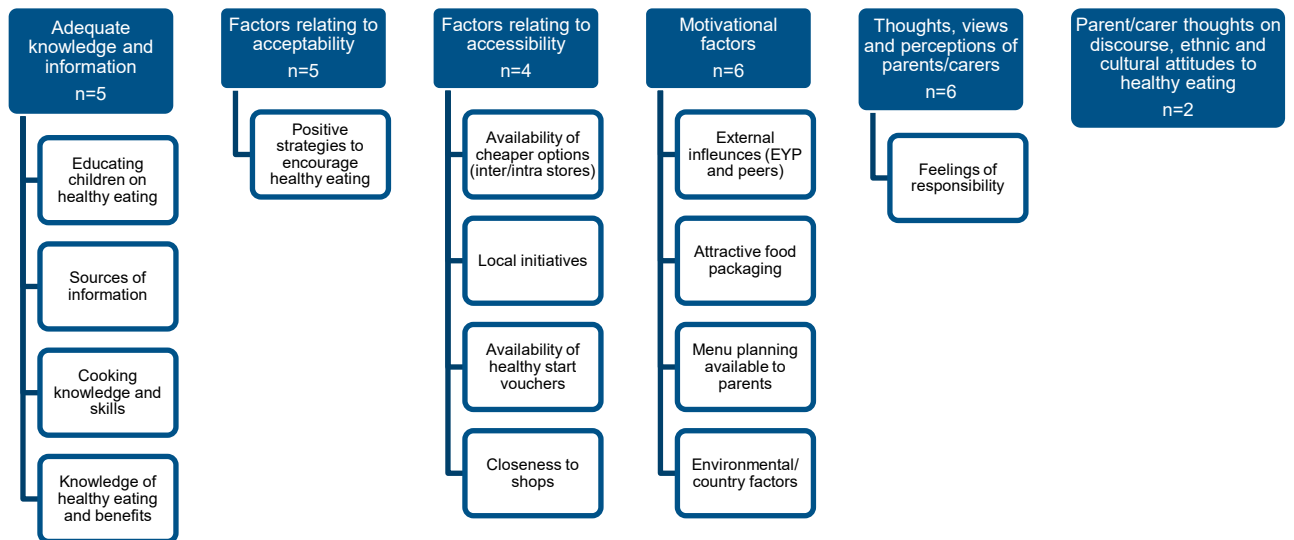 Adequate
knowledge and
information
n=5
Educating
children on
healthy eating
Sources of
information
Cooking
knowledge and
skills
Knowledge of
healthy eating
and benefits
Factors relating to
acceptability
n=5
Positive
strategies to
encourage
healthy eating
Factors relating to
accessibility
n=4
Availability of
cheaper options
(inter/intra stores)
Local initiatives
Availability of
healthy start
vouchers
Closeness to
shops
Motivational
factors
n=6
External
infleunces (EYP
and peers)
Attractive food
packaging
Menu planning
available to
parents
Environmental/
country factors
Thoughts, views
and perceptions of
parents/carers
n=6
Feelings of
responsibility
Parent/carer thoughts on
discourse, ethnic and
cultural attitudes to
healthy eating
n=2